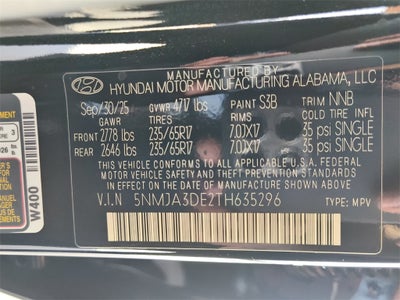 MANUFACTURED BY
HYUNDAI MOTOR MANUFACTURING ALABAMA, LLC
Sep/30/25 GVWR 4717 lbs PAINT S3B TRIM NNB
GAWR TIRES RIMS COLD TIRE INFL
FRONT 2778 lbs 235/65R17 7.0JX17 35 psi SINGLE
REAR 2646 lbs 235/65R17 7.0JX17 35 psi SINGLE
THIS VEHICLE CONFORMS TO ALL APPLICABLE U.S. FEDERAL
MOTOR VEHICLE SAFETY AND THEFT PREVENTION STANDARDS IN EFFECT
ON THE DATE OF MANUFACTURE SHOWN ABOVE.
V.I.N 5NMJA3DE2TH635296 TYPE: MPV
W400
3